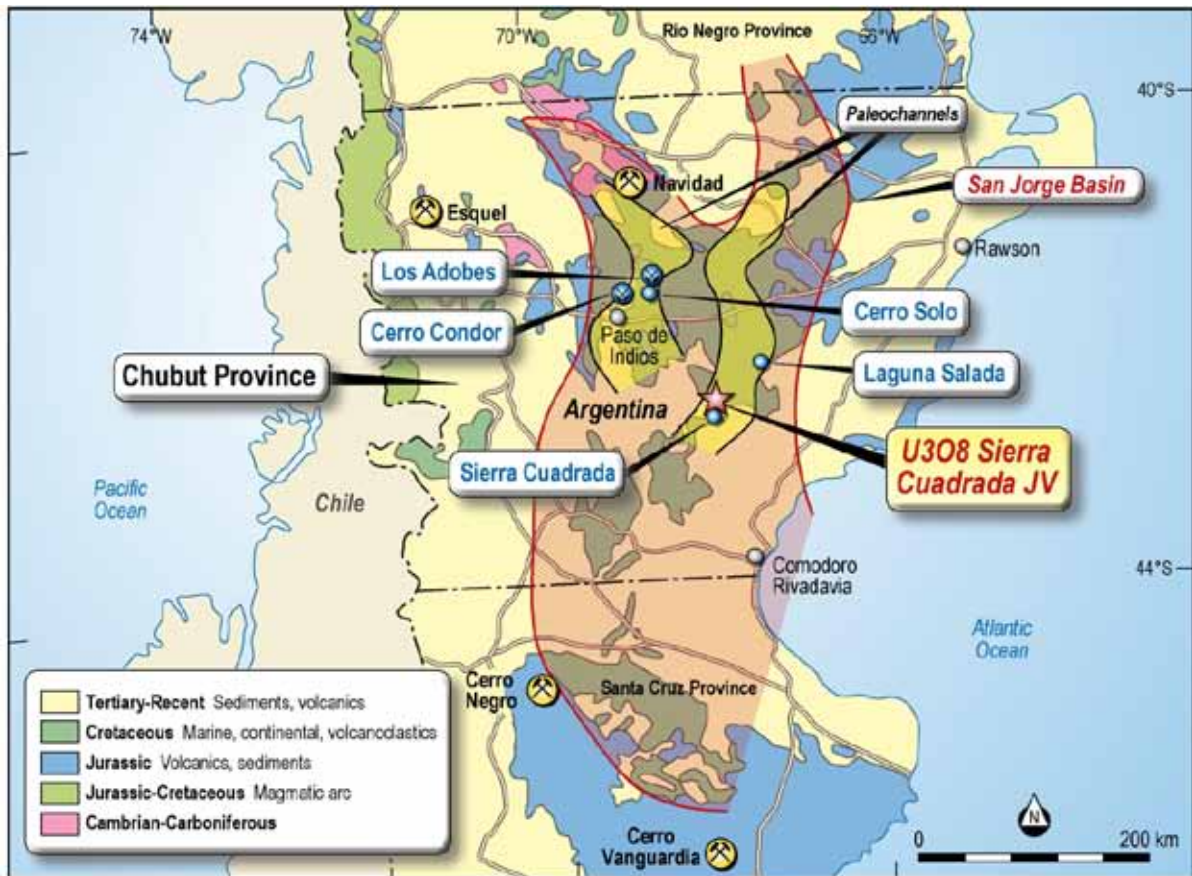 74°W
70°W
66°W
Rio Negro Province
40°S
Paleochannels
Navidad
San Jorge Basin
Esquel
Rawson
Los Adobes
Cerro Solo
Cerro Condor
Paso de
Indios
Laguna Salada
Chubut Province
Argentina
U3O8 Sierra
Cuadrada JV
Sierra Cuadrada
Pacific
Ocean
Chile
Comodoro
Rivadavia
44°S
Atlantic
Ocean
Cerro
Negro
Santa Cruz Province
Tertiary-Recent Sediments, volcanics
Cretaceous Marine, continental, volcanoclastics
Jurassic Volcanics, sediments
Jurassic-Cretaceous Magmatic arc
Cambrian-Carboniferous
Cerro
Vanguardia
N
0 200 km